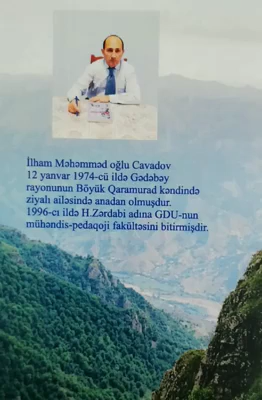 İlham Məhəmməd oğlu Cavadov
12 yanvar 1974-cü ildə Gədəbəy
rayonunun Böyük Qaramurad kəndində
ziyalı ailəsində anadan olmuşdur.
1996-cı ildə H.Zərdabi adına GDU-nun
mühəndis-pedaqoji fakültəsini bitirmişdir.